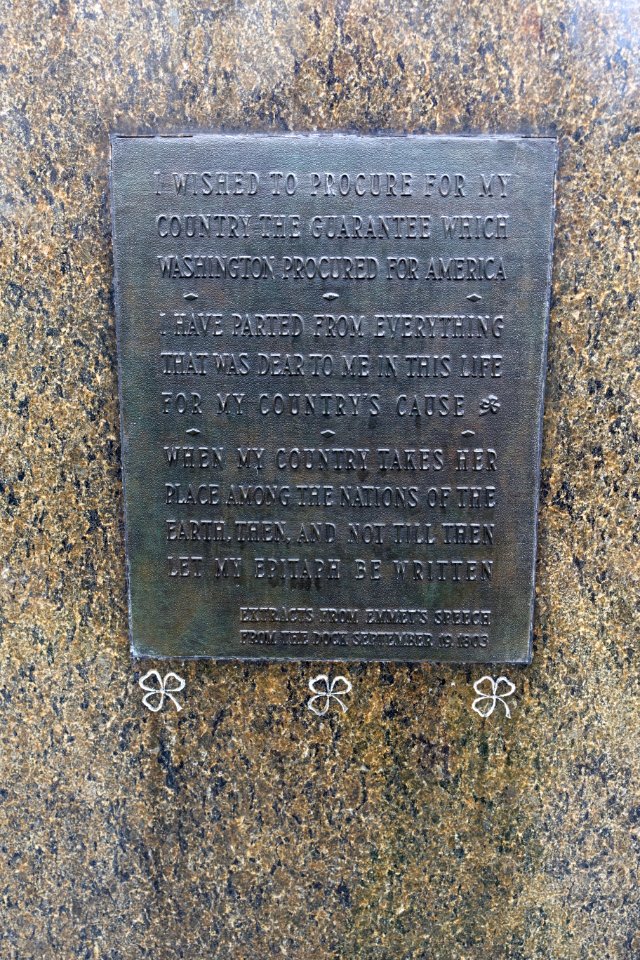 I WISHED TO PROCURE FOR MY
COUNTRY THE GUARANTEE WHICH
WASHINGTON PROCURED FOR AMERICA
I HAVE PARTED FROM EVERYTHING
THAT WAS DEAR TO ME IN THIS LIFE
FOR MY COUNTRY'S CAUSE
WHEN MY COUNTRY TAKES HER
PLACE AMONG THE NATIONS OF THE
EARTH, THEN, AND NOT TILL THEN
LET MY EPITAPH BE WRITTEN
EXTRACTS FROM EMMET'S SPEECH
FROM THE DOCK, SEPTEMBER 19, 1803